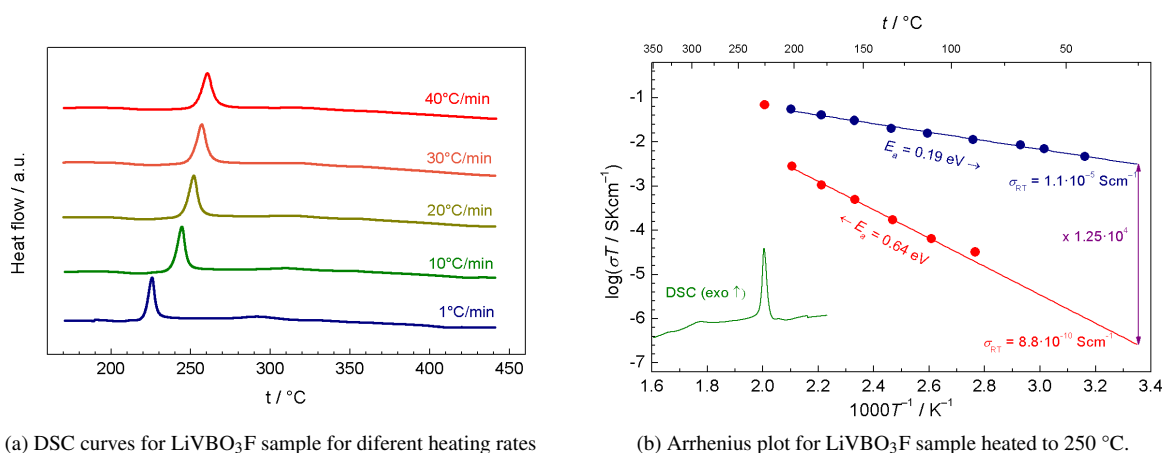 Heat flow / a.u.
40°C/min
30°C/min
20°C/min
10°C/min
1°C/min
200 250 300 350 400 450
t / °C
(a) DSC curves for LiVBO₃F sample for diferent heating rates
t / °C
350 300 250 200 150 100 50
log(σT / SKcm⁻¹)
-1
-2
-3
-4
-5
-6
-7
Eₐ = 0.19 eV →
σRT = 1.1·10⁻⁵ Scm⁻¹
← Eₐ = 0.64 eV
x 1.25·10⁴
DSC (exo ↑)
σRT = 8.8·10⁻¹⁰ Scm⁻¹
1.6 1.8 2.0 2.2 2.4 2.6 2.8 3.0 3.2 3.4
1000T⁻¹ / K⁻¹
(b) Arrhenius plot for LiVBO₃F sample heated to 250 °C.